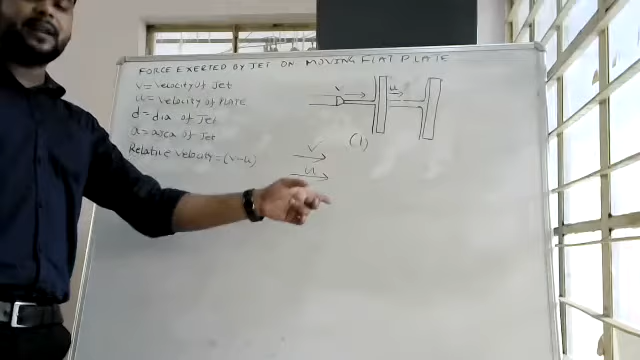 FORCE EXERTED BY JET ON MOVING FLAT PLATE
V = Velocity of Jet
U = Velocity of PLATE
d = dia of Jet
a = area of Jet
Relative Velocity = (V-u)
V
u
(1)
V
u